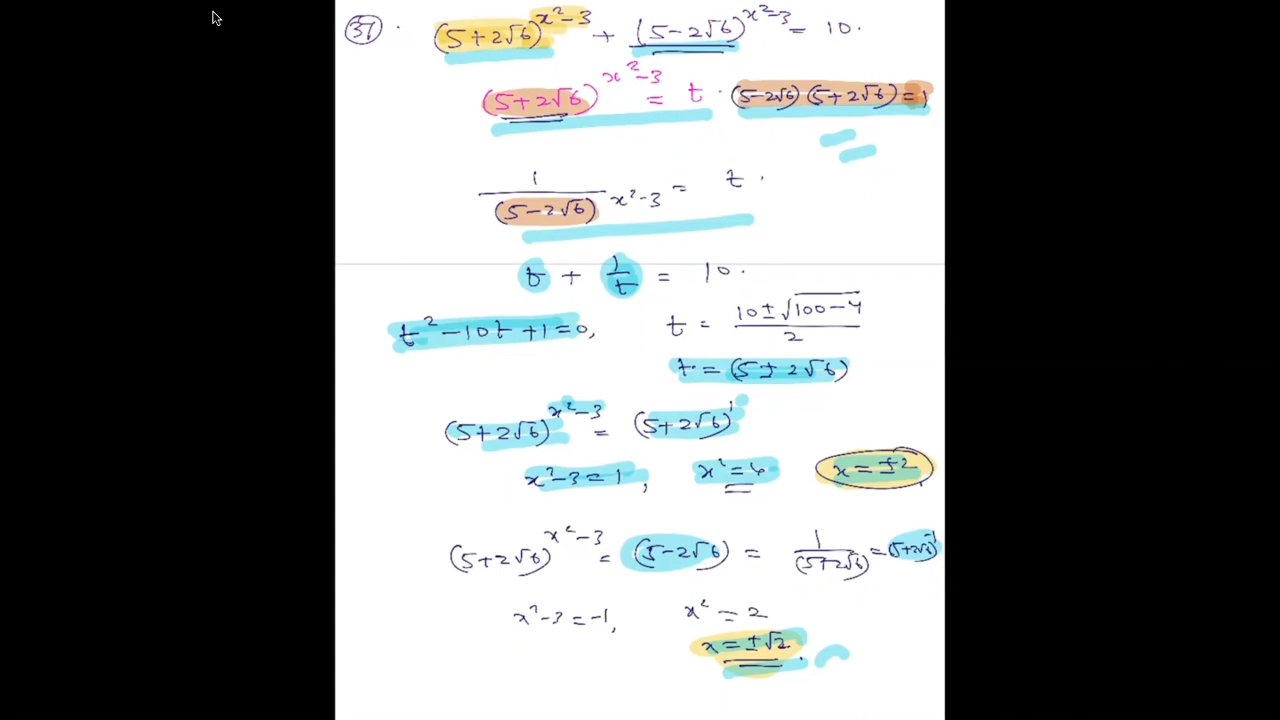 37. (5+2√6)^(x²-3) + (5-2√6)^(x²-3) = 10.
(5+2√6)^(x²-3) = t . (5-2√6)(5+2√6) = 1
1/(5-2√6)^(x²-3) = t .
t + 1/t = 10.
t² - 10t + 1 = 0, t = (10 ± √(100-4))/2
t = (5 ± 2√6)
(5+2√6)^(x²-3) = (5+2√6)^1
x²-3 = 1, x² = 4 x = ±2
(5+2√6)^(x²-3) = (5-2√6) = 1/(5+2√6) = (5+2√6)^-1
x²-3 = -1, x² = 2
x = ±√2.